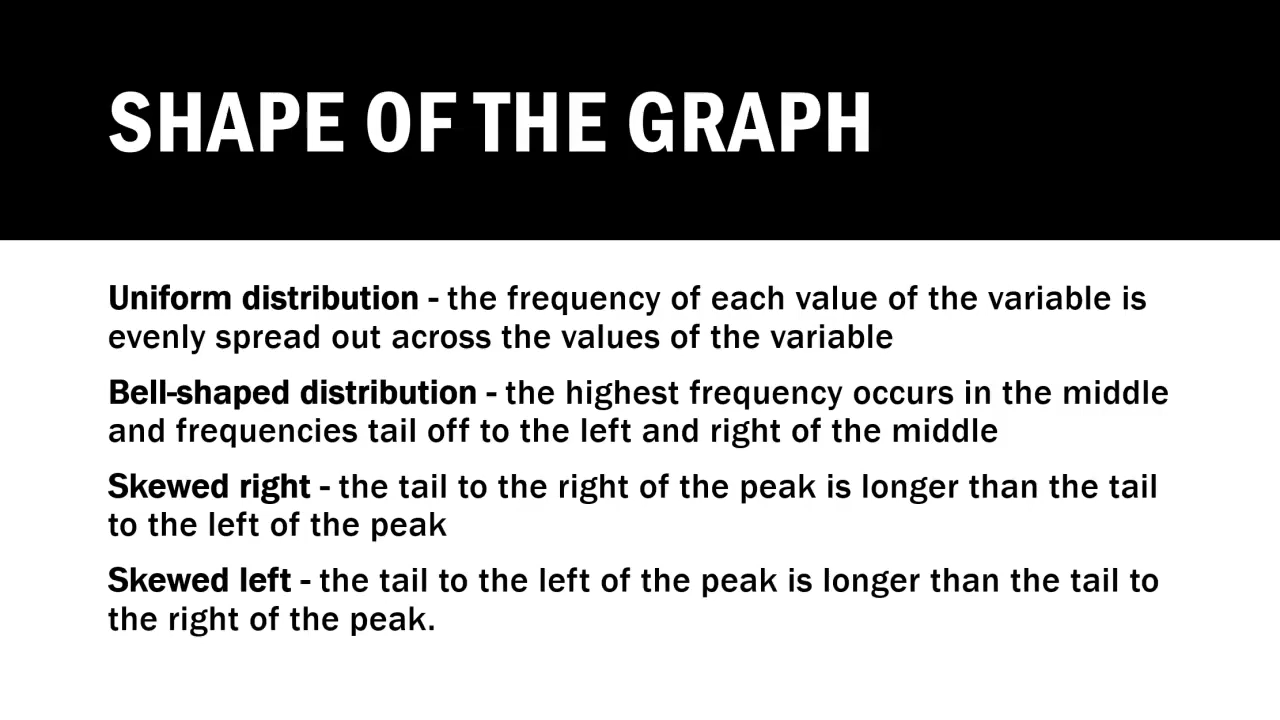 SHAPE OF THE GRAPH
Uniform distribution - the frequency of each value of the variable is
evenly spread out across the values of the variable
Bell-shaped distribution - the highest frequency occurs in the middle
and frequencies tail off to the left and right of the middle
Skewed right - the tail to the right of the peak is longer than the tail
to the left of the peak
Skewed left - the tail to the left of the peak is longer than the tail to
the right of the peak.